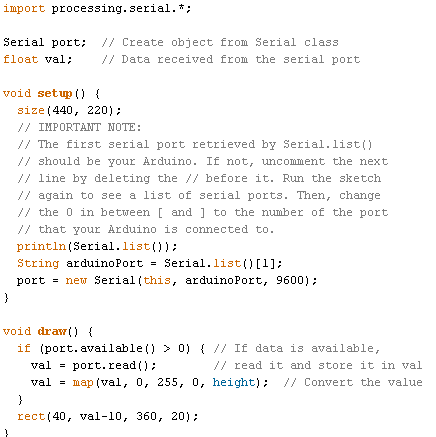 import processing.serial.*;

Serial port;  // Create object from Serial class
float val;    // Data received from the serial port

void setup() {
  size(440, 220);
  // IMPORTANT NOTE:
  // The first serial port retrieved by Serial.list()
  // should be your Arduino. If not, uncomment the next
  // line by deleting the // before it. Run the sketch
  // again to see a list of serial ports. Then, change
  // the 0 in between [ and ] to the number of the port
  // that your Arduino is connected to.
  println(Serial.list());
  String arduinoPort = Serial.list()[1];
  port = new Serial(this, arduinoPort, 9600);
}

void draw() {
  if (port.available() > 0) { // If data is available,
    val = port.read();        // read it and store it in val
    val = map(val, 0, 255, 0, height);  // Convert the value
  }
  rect(40, val-10, 360, 20);
}